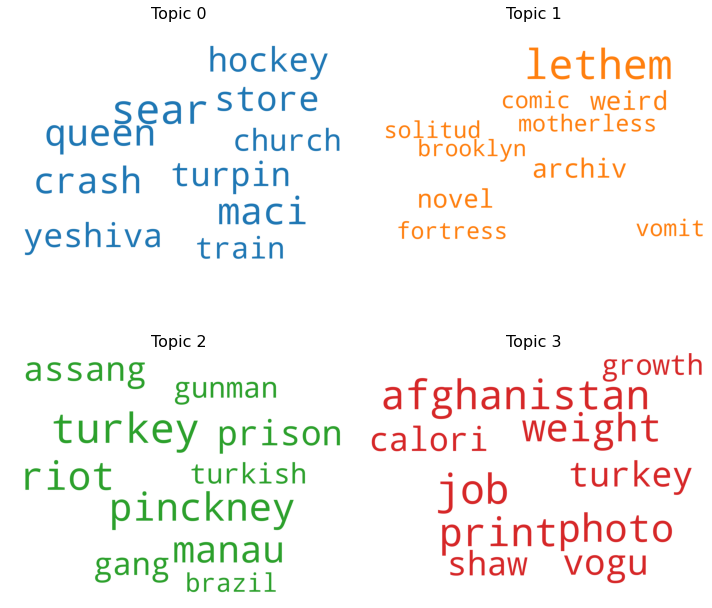 Topic 0
hockey
store
sear
queen
church
turpin
crash
maci
yeshiva
train
Topic 1
lethem
comic weird
solitud motherless
brooklyn
archiv
novel
fortress
vomit
Topic 2
assang
gunman
turkey
prison
riot
turkish
pinckney
manau
gang
brazil
Topic 3
growth
afghanistan
calori weight
turkey
job
print photo
shaw vogu